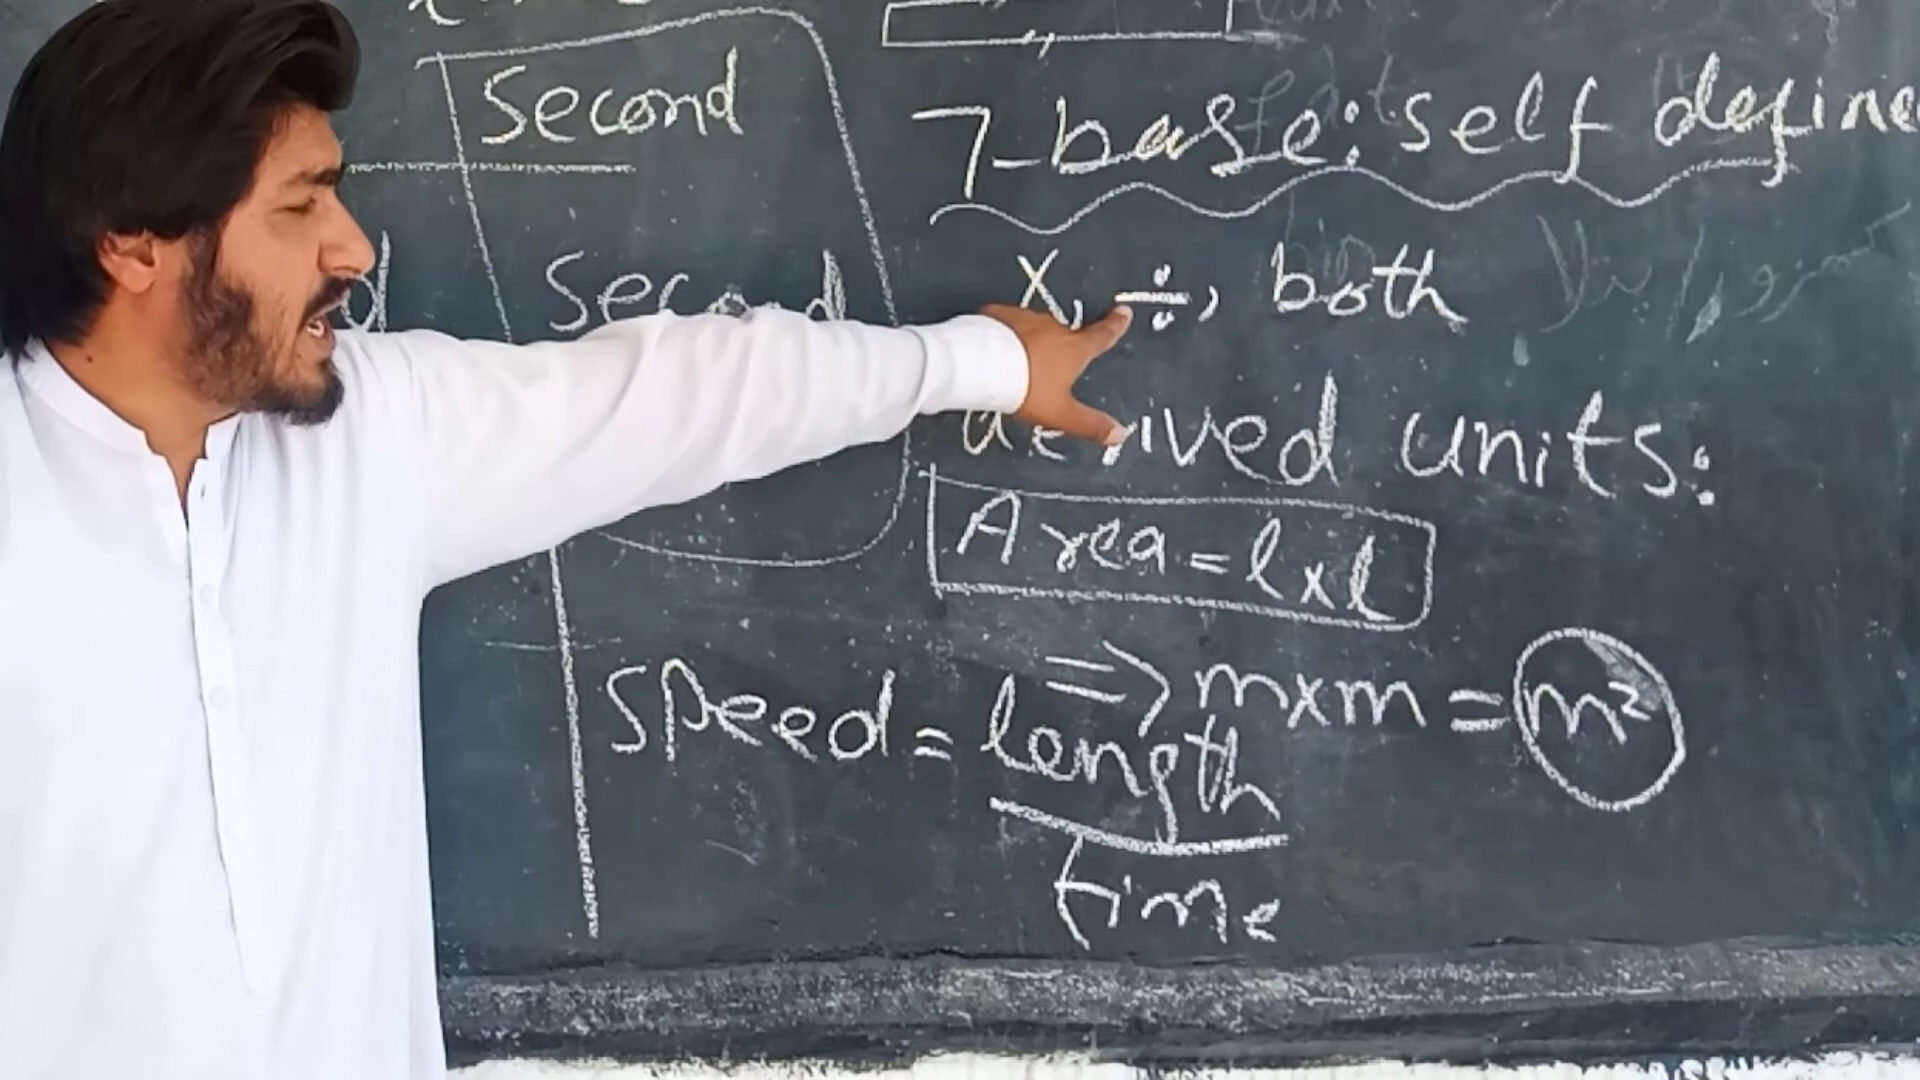 Second
7-base: self define
x, ÷, both
Second
derived units:
Area = l x l
=> m x m = m²
speed = length
time